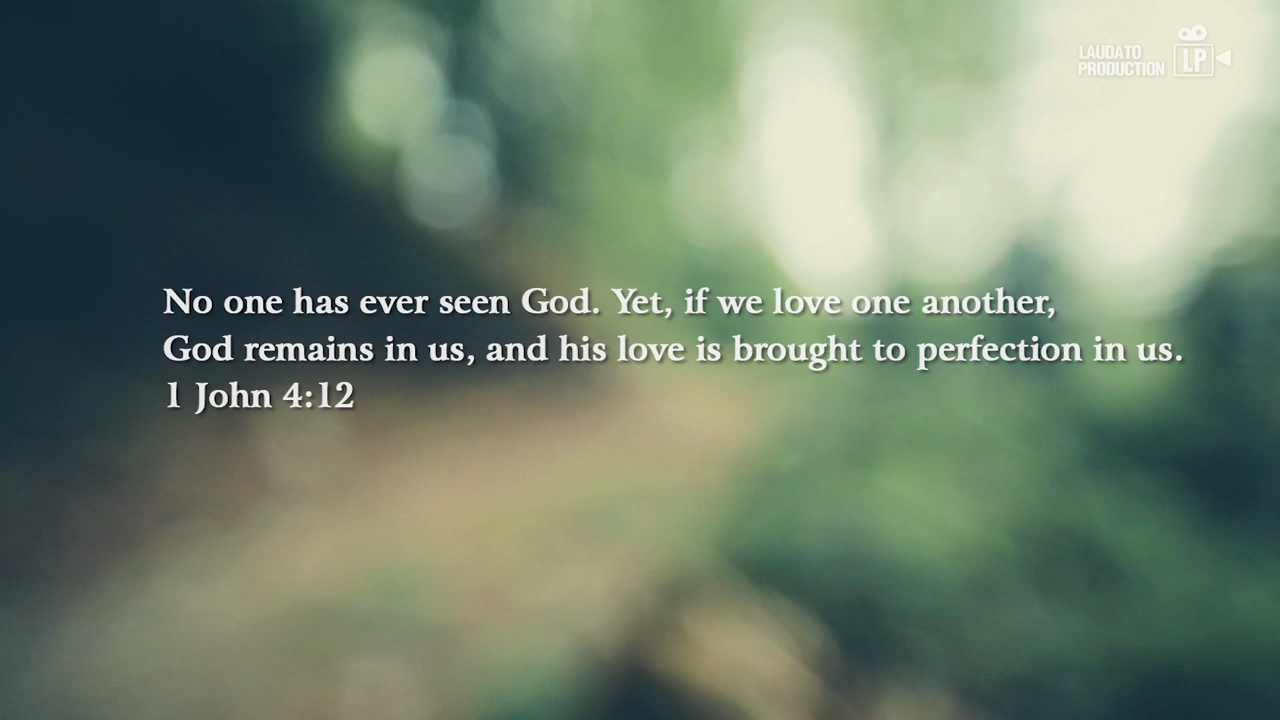 LAUDATO
PRODUCTION LP
No one has ever seen God. Yet, if we love one another,
God remains in us, and his love is brought to perfection in us.
1 John 4:12